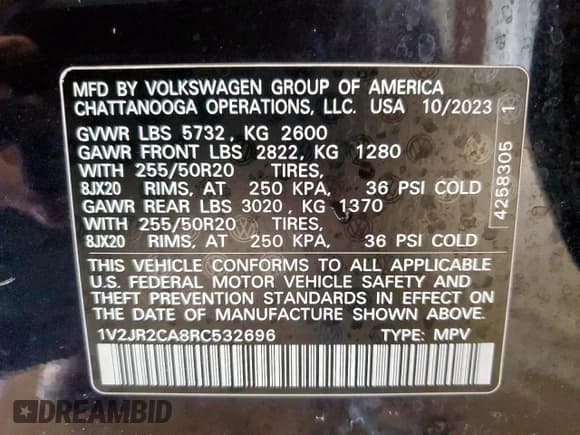 MFD BY VOLKSWAGEN GROUP OF AMERICA
CHATTANOOGA OPERATIONS, LLC. USA 10/2023
GVWR LBS 5732, KG 2600
GAWR FRONT LBS 2822, KG 1280
WITH 255/50R20 TIRES,
8JX20 RIMS, AT 250 KPA, 36 PSI COLD
GAWR REAR LBS 3020, KG 1370
WITH 255/50R20 TIRES,
8JX20 RIMS, AT 250 KPA, 36 PSI COLD
THIS VEHICLE CONFORMS TO ALL APPLICABLE
U.S. FEDERAL MOTOR VEHICLE SAFETY AND
THEFT PREVENTION STANDARDS IN EFFECT ON
THE DATE OF MANUFACTURE SHOWN ABOVE.
1V2JR2CA8RC532696 TYPE: MPV
4258305 1
DREAMBID